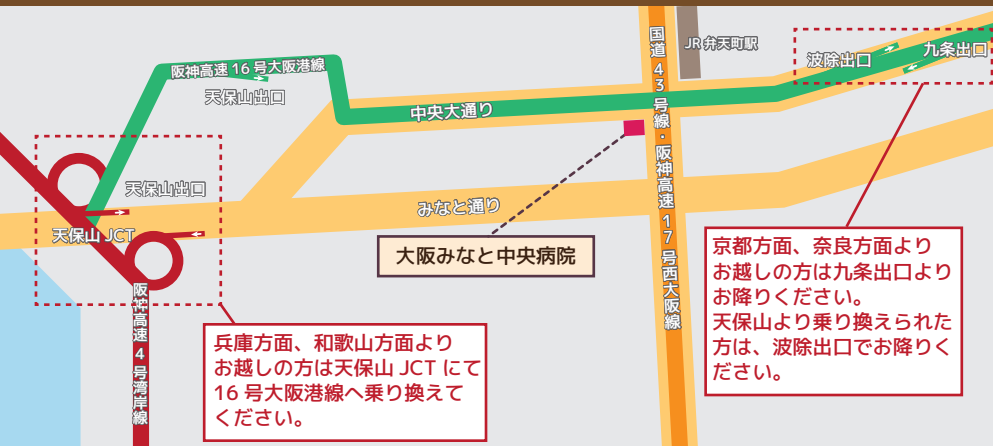 国道43号線・阪神高速17号西大阪線
JR弁天町駅
波除出口
九条出口
阪神高速16号大阪港線
天保山出口
中央大通り
天保山出口
みなと通り
天保山JCT
大阪みなと中央病院
阪神高速4号湾岸線
京都方面、奈良方面より
お越しの方は九条出口より
お降りください。
天保山より乗り換えられた
方は、波除出口でお降りく
ださい。
兵庫方面、和歌山方面より
お越しの方は天保山 JCT にて
16 号大阪港線へ乗り換えて
ください。